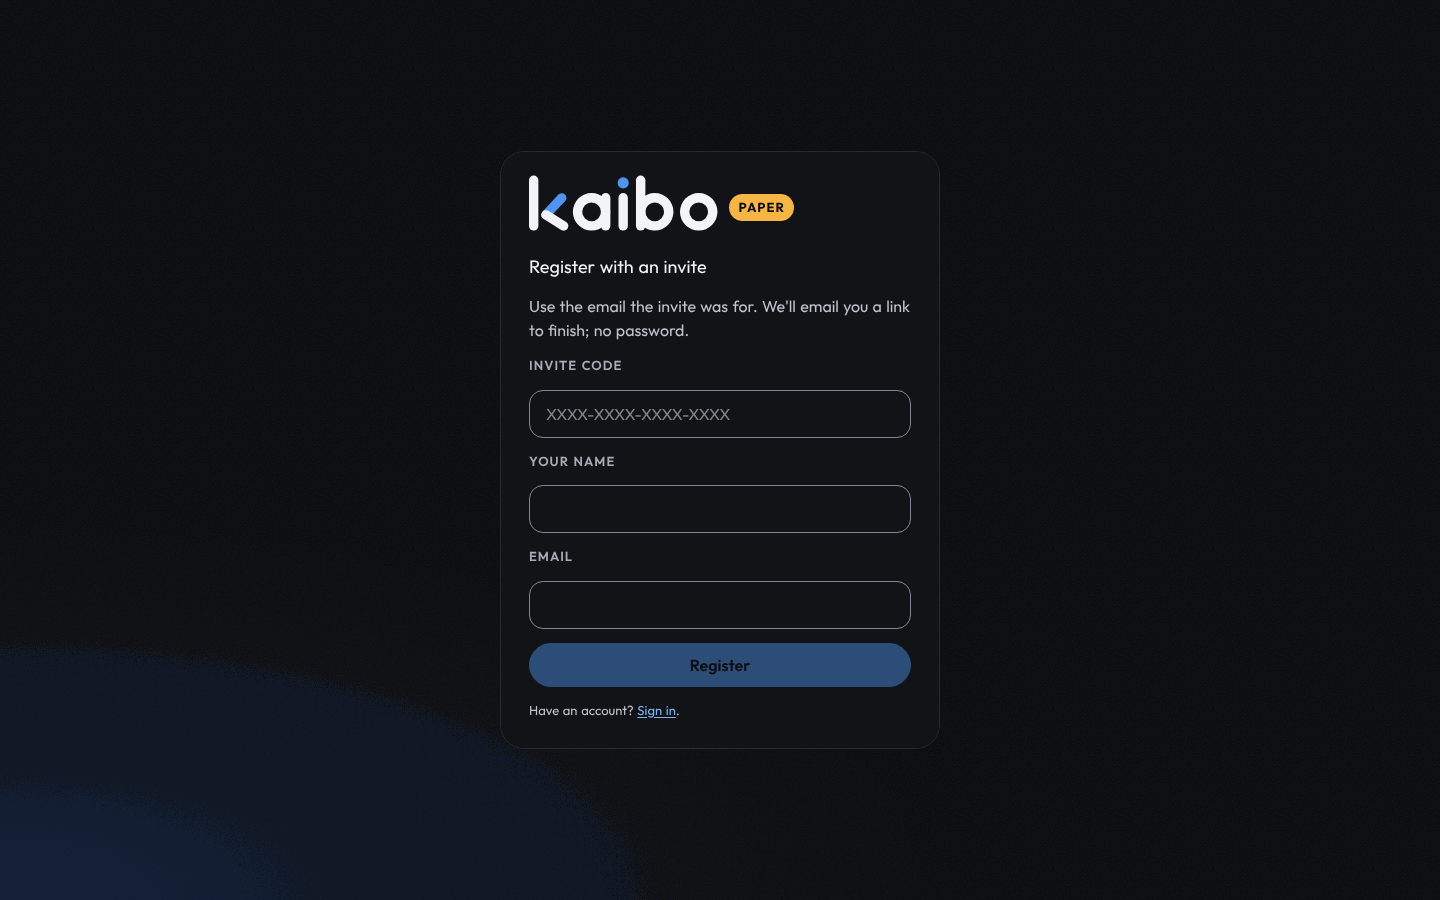 kaibo PAPER
Register with an invite
Use the email the invite was for. We'll email you a link
to finish; no password.
INVITE CODE
XXXX-XXXX-XXXX-XXXX
YOUR NAME
EMAIL
Register
Have an account? Sign in.